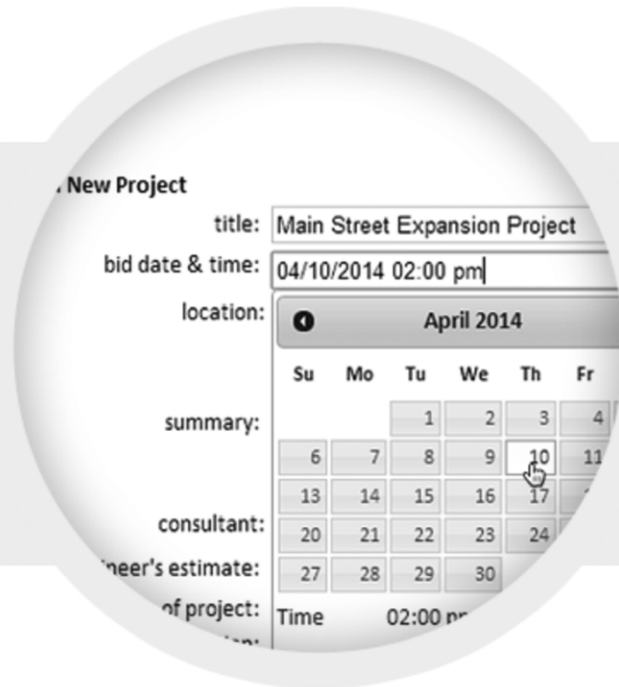 New Project
title: Main Street Expansion Project
bid date & time: 04/10/2014 02:00 pm
location:
April 2014
Su Mo Tu We Th Fr
1 2 3 4
summary:
6 7 8 9 10 11
13 14 15 16 17
consultant:
20 21 22 23 24
estimate:
27 28 29 30
of project:
Time 02:00